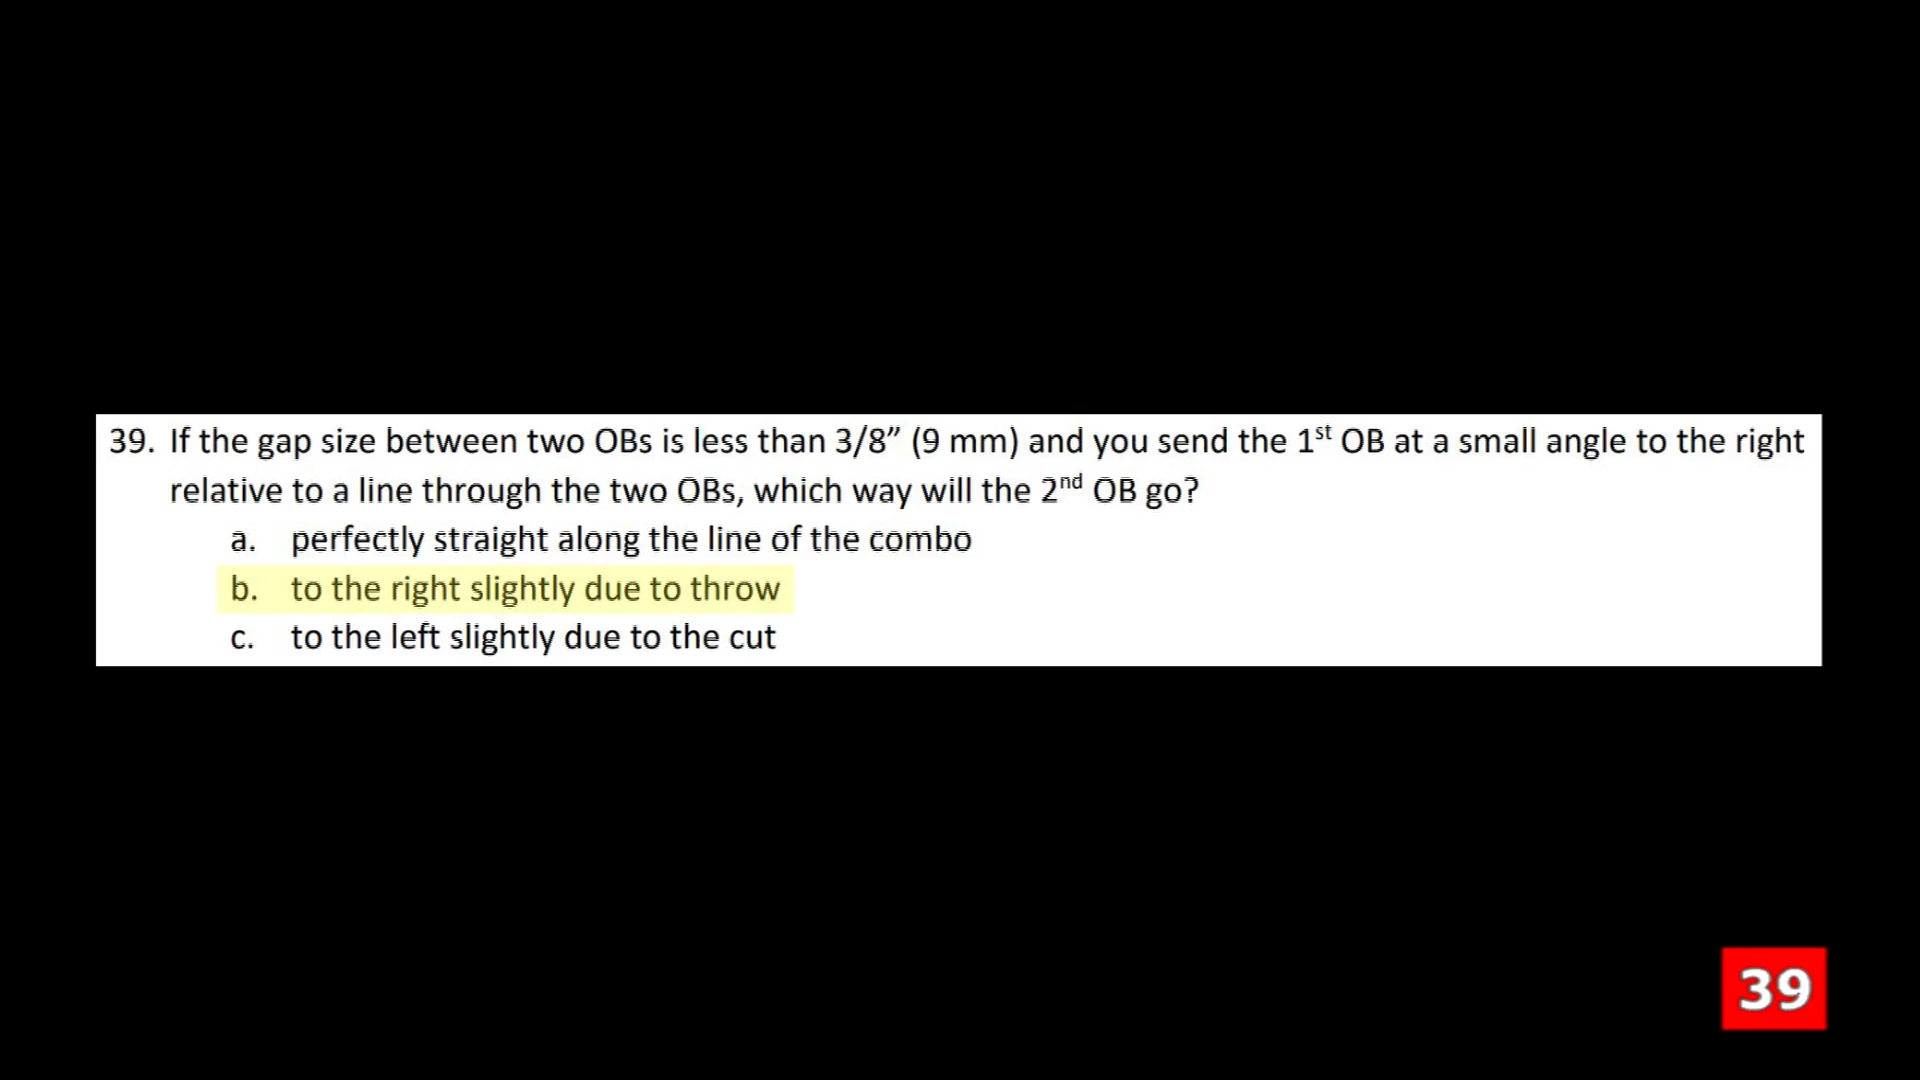 39. If the gap size between two OBs is less than 3/8” (9 mm) and you send the 1st OB at a small angle to the right
relative to a line through the two OBs, which way will the 2nd OB go?
a. perfectly straight along the line of the combo
b. to the right slightly due to throw
c. to the left slightly due to the cut
39